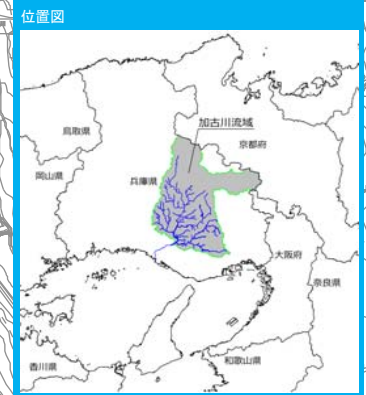 位置図
加古川流域
鳥取県
京都府
岡山県
兵庫県
大阪府
奈良県
香川県
和歌山県